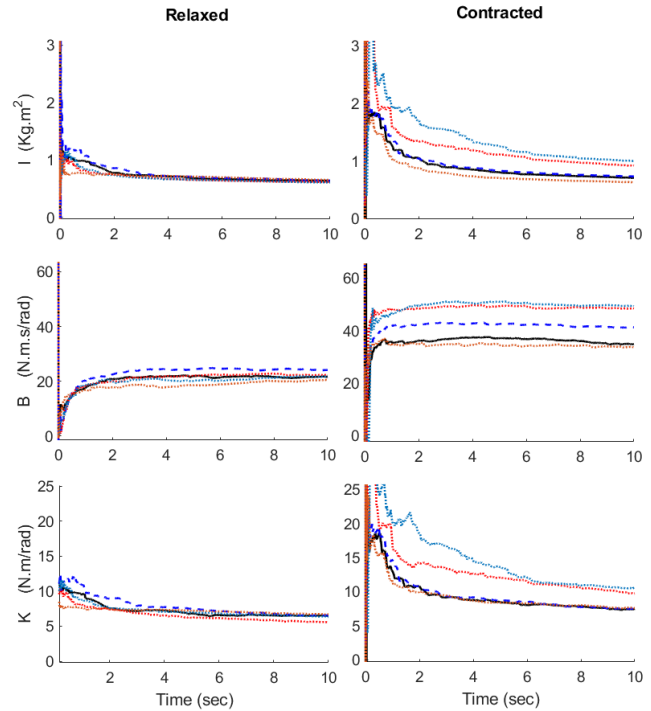 Relaxed Contracted
3 3
2 2
I (Kg.m²)
1 1
0 0
0 2 4 6 8 10 0 2 4 6 8 10
60 60
40 40
B (N.m.s/rad)
20 20
0 0
0 2 4 6 8 10 0 2 4 6 8 10
25 25
20 20
15 15
K (N.m/rad)
10 10
5 5
0 0
0 2 4 6 8 10 0 2 4 6 8 10
Time (sec) Time (sec)